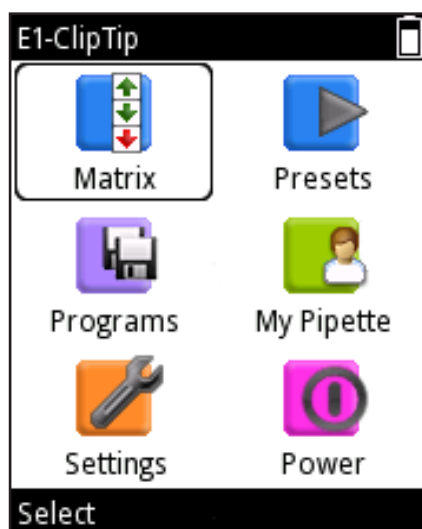 E1-ClipTip
Matrix
Presets
Programs
My Pipette
Settings
Power
Select